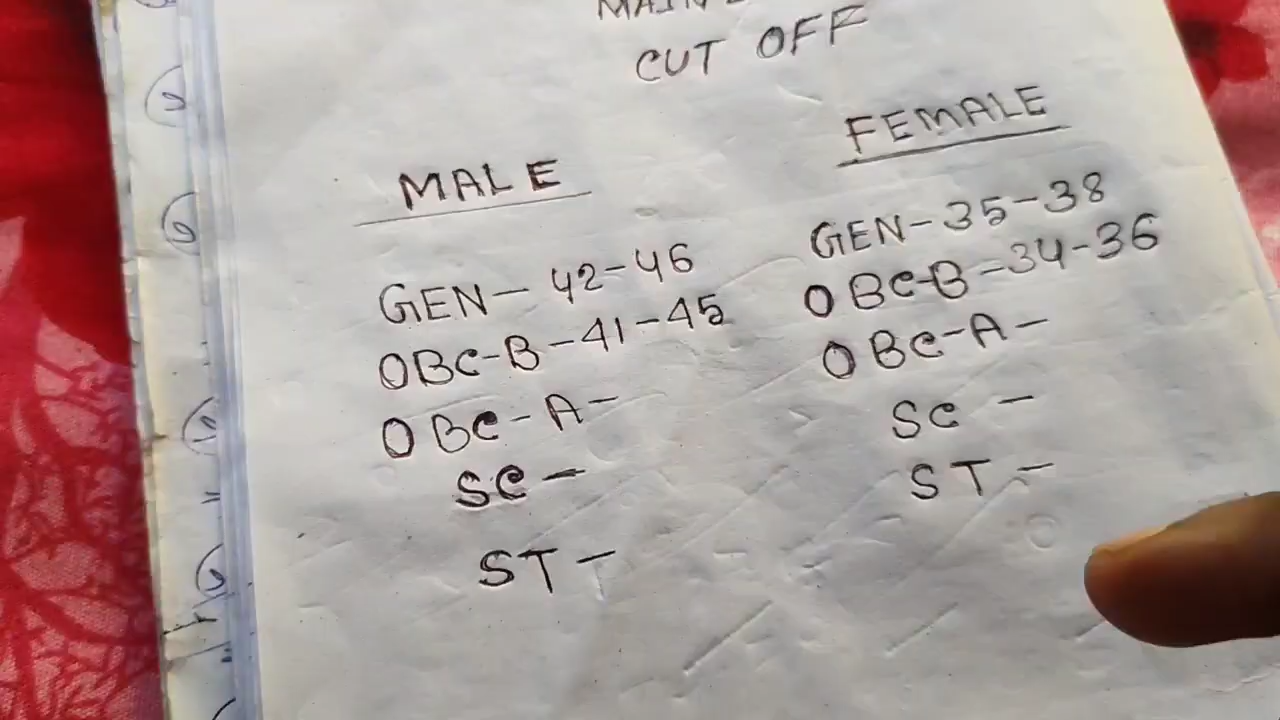 MAIN
CUT OFF
MALE
GEN- 42-46
OBC-B-41-45
OBC-A-
SC-
ST-
FEMALE
GEN-35-38
OBC-B-34-36
OBC-A-
SC -
ST-